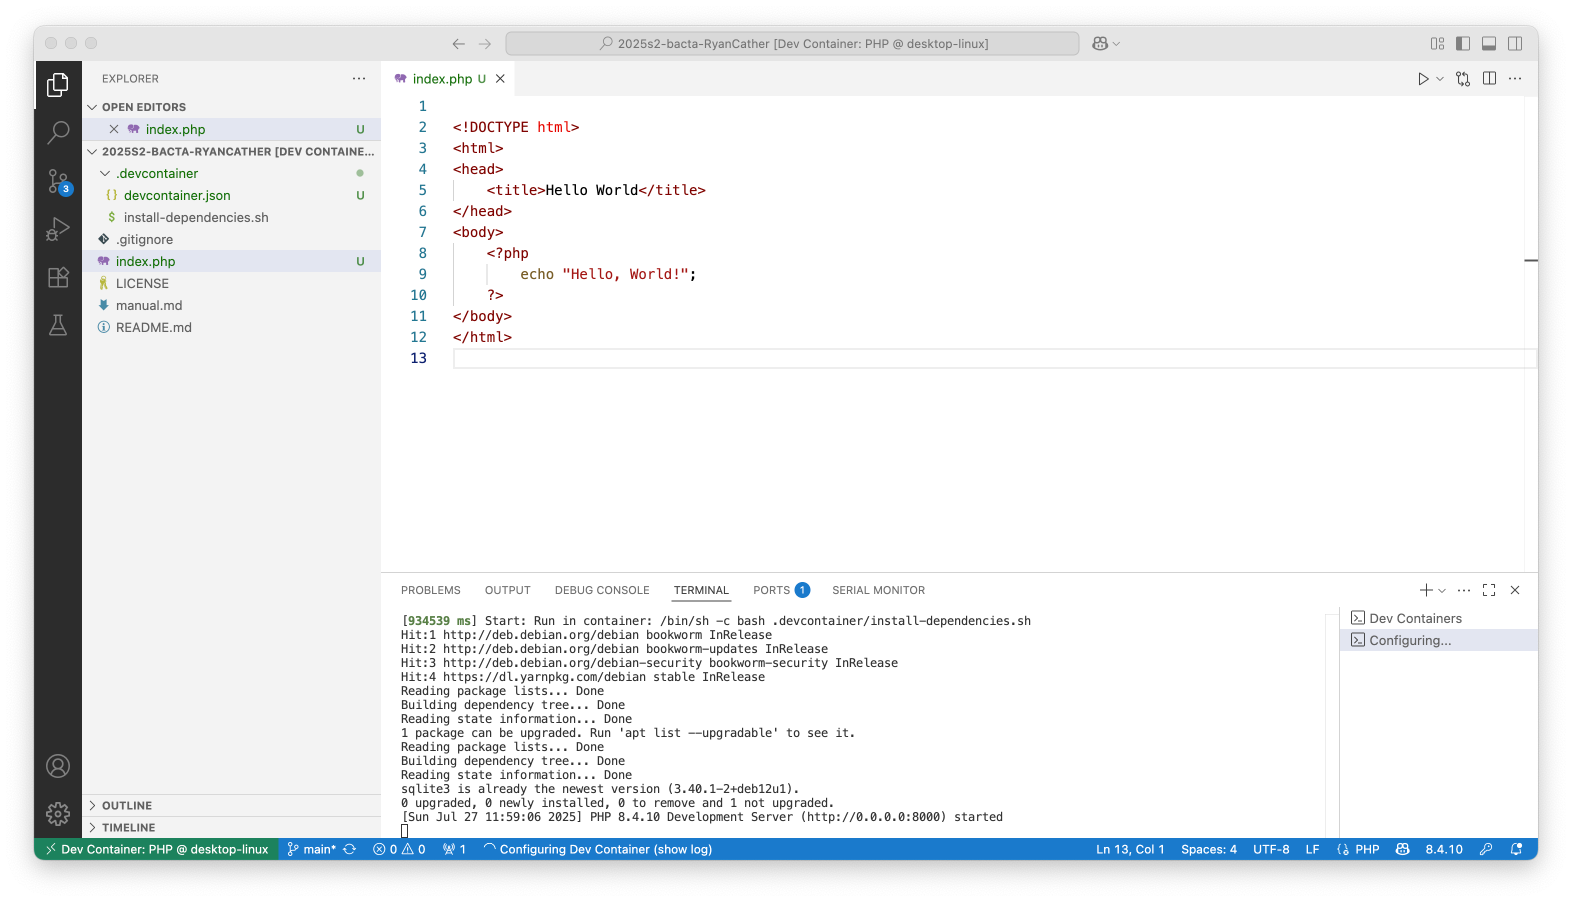 2025s2-bacta-RyanCather [Dev Container: PHP @ desktop-linux]
EXPLORER
OPEN EDITORS
index.php U
2025S2-BACTA-RYANCATHER [DEV CONTAINE...
.devcontainer
{} devcontainer.json U
$ install-dependencies.sh
.gitignore
index.php U
LICENSE
manual.md
README.md
OUTLINE
TIMELINE
3
index.php U
1
2 <!DOCTYPE html>
3 <html>
4 <head>
5     <title>Hello World</title>
6 </head>
7 <body>
8     <?php
9         echo "Hello, World!";
10     ?>
11 </body>
12 </html>
13
PROBLEMS OUTPUT DEBUG CONSOLE TERMINAL PORTS 1 SERIAL MONITOR
[934539 ms] Start: Run in container: /bin/sh -c bash .devcontainer/install-dependencies.sh
Hit:1 http://deb.debian.org/debian bookworm InRelease
Hit:2 http://deb.debian.org/debian bookworm-updates InRelease
Hit:3 http://deb.debian.org/debian-security bookworm-security InRelease
Hit:4 https://dl.yarnpkg.com/debian stable InRelease
Reading package lists... Done
Building dependency tree... Done
Reading state information... Done
1 package can be upgraded. Run 'apt list --upgradable' to see it.
Reading package lists... Done
Building dependency tree... Done
Reading state information... Done
sqlite3 is already the newest version (3.40.1-2+deb12u1).
0 upgraded, 0 newly installed, 0 to remove and 1 not upgraded.
[Sun Jul 27 11:59:06 2025] PHP 8.4.10 Development Server (http://0.0.0.0:8000) started
Dev Containers
Configuring...
Dev Container: PHP @ desktop-linux main* 0 0 1 Configuring Dev Container (show log) Ln 13, Col 1 Spaces: 4 UTF-8 LF PHP 8.4.10